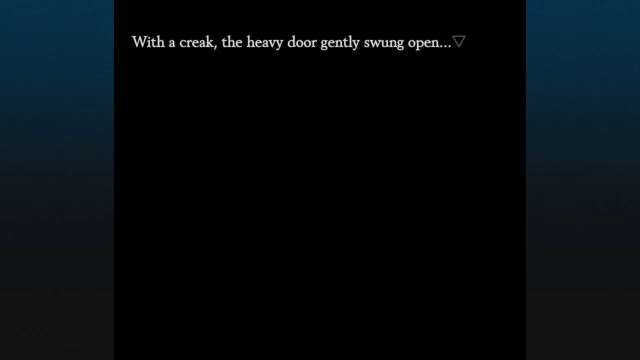 With a creak, the heavy door gently swung open...▽